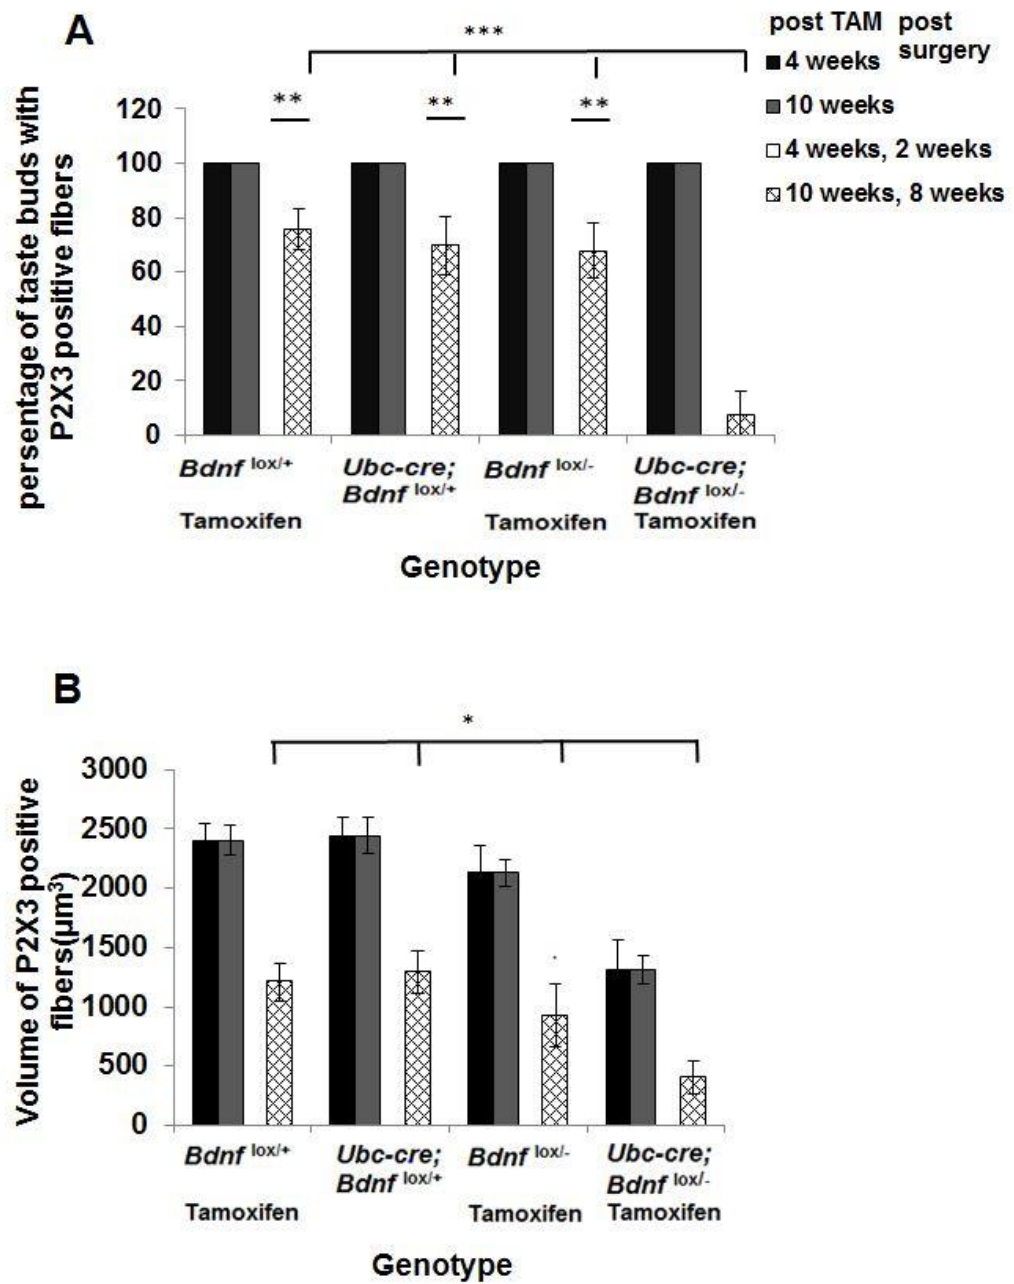 A
***
post TAM post
surgery
4 weeks
10 weeks
4 weeks, 2 weeks
10 weeks, 8 weeks
** ** **
persentage of taste buds with
P2X3 positive fibers
120
100
80
60
40
20
0
Bdnf lox/+
Tamoxifen
Ubc-cre;
Bdnf lox/+
Bdnf lox/-
Tamoxifen
Ubc-cre;
Bdnf lox/-
Tamoxifen
Genotype
B
*
Volume of P2X3 positive
fibers(µm³)
3000
2500
2000
1500
1000
500
0
Bdnf lox/+
Tamoxifen
Ubc-cre;
Bdnf lox/+
Bdnf lox/-
Tamoxifen
Ubc-cre;
Bdnf lox/-
Tamoxifen
Genotype